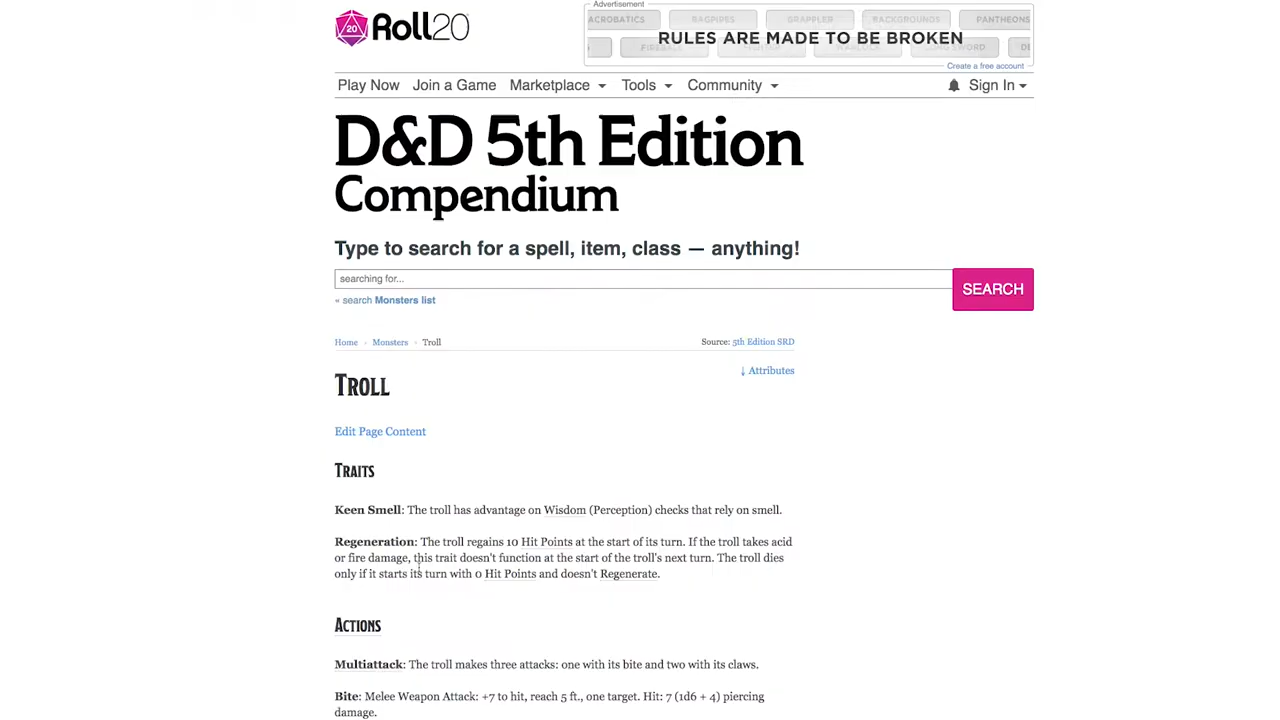 Advertisement
Roll20
20
ACROBATICS BAGPIPES GRAPPLER BACKGROUNDS PANTHEONS
RULES ARE MADE TO BE BROKEN
FIREBALL FIGHTER WARLOCK LONG SWORD
Create a free account
Play Now Join a Game Marketplace Tools Community Sign In
D&D 5th Edition
Compendium
Type to search for a spell, item, class — anything!
searching for...
SEARCH
« search Monsters list
Home Monsters Troll Source: 5th Edition SRD
↓ Attributes
TROLL
Edit Page Content
TRAITS
Keen Smell: The troll has advantage on Wisdom (Perception) checks that rely on smell.
Regeneration: The troll regains 10 Hit Points at the start of its turn. If the troll takes acid
or fire damage, this trait doesn't function at the start of the troll's next turn. The troll dies
only if it starts its turn with 0 Hit Points and doesn't Regenerate.
ACTIONS
Multiattack: The troll makes three attacks: one with its bite and two with its claws.
Bite: Melee Weapon Attack: +7 to hit, reach 5 ft., one target. Hit: 7 (1d6 + 4) piercing
damage.